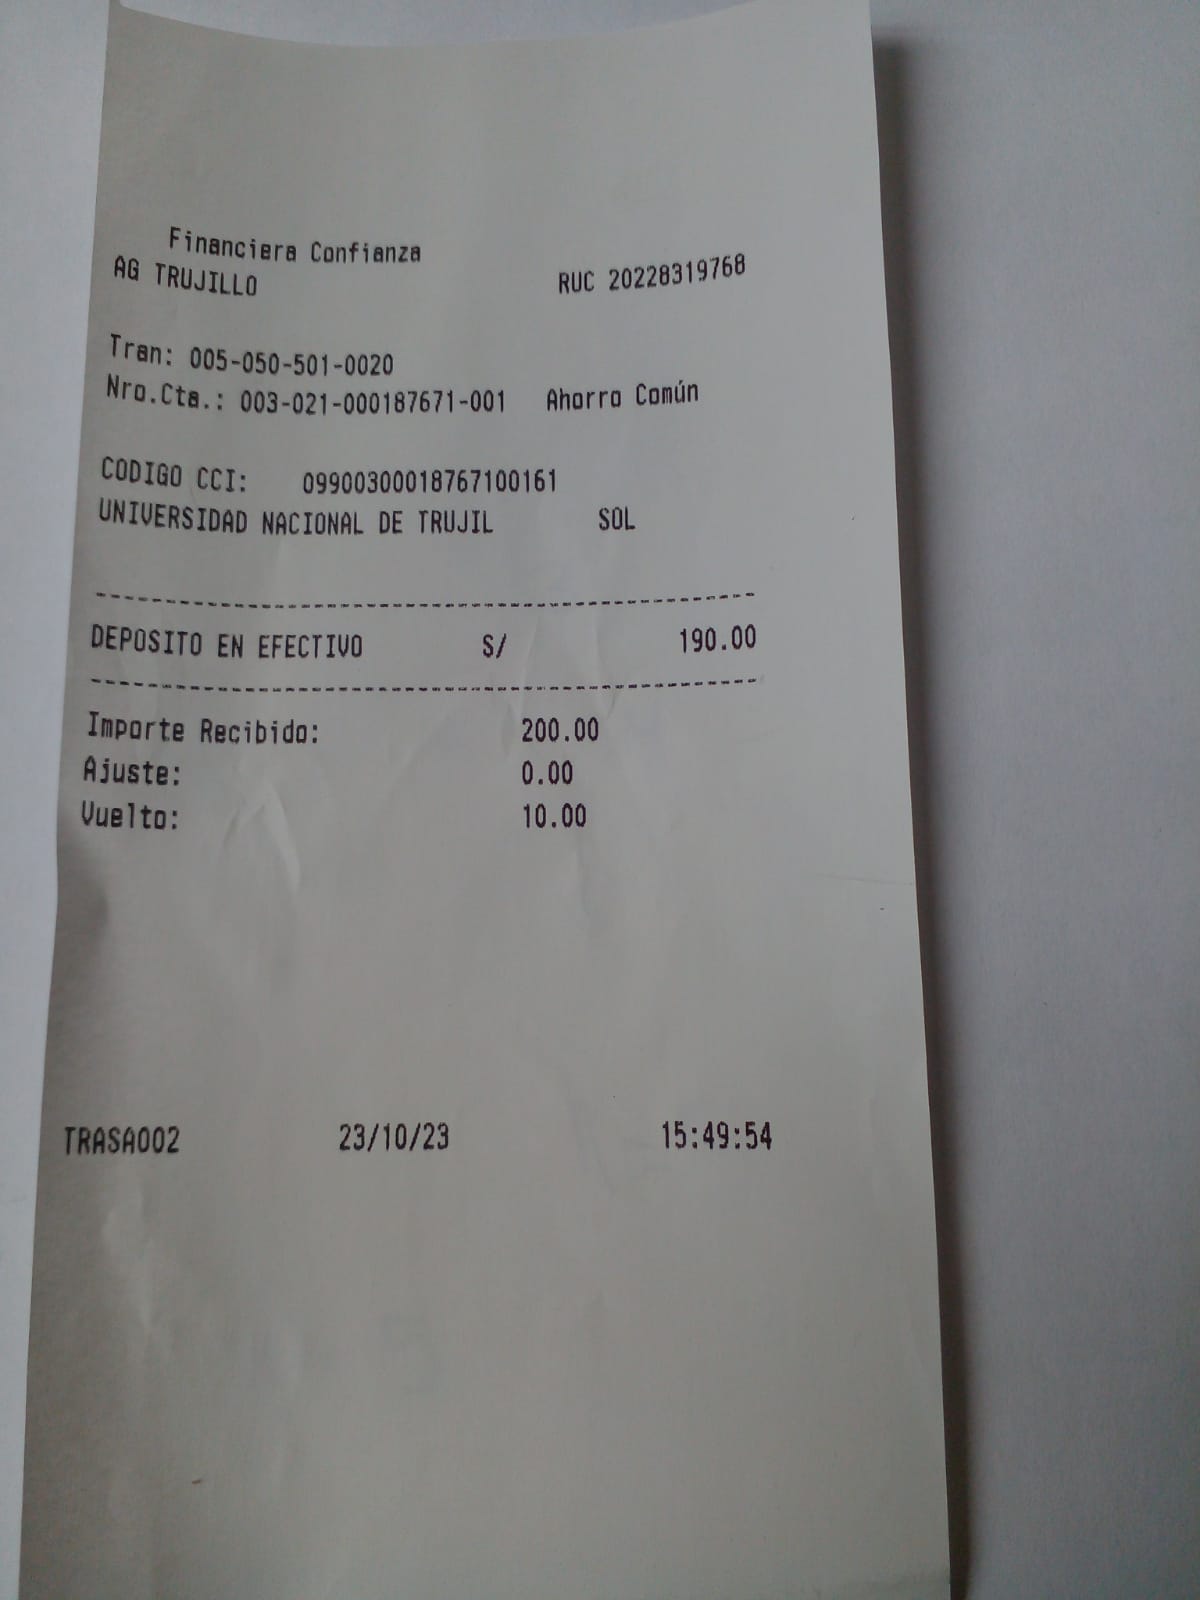 Financiera Confianza
AG TRUJILLO RUC 20228319768
Tran: 005-050-501-0020
Nro.Cta.: 003-021-000187671-001 Ahorro Común
CODIGO CCI: 09900300018767100161
UNIVERSIDAD NACIONAL DE TRUJIL SOL
DEPOSITO EN EFECTIVO S/ 190.00
Importe Recibido: 200.00
Ajuste: 0.00
Vuelto: 10.00
TRASA002 23/10/23 15:49:54